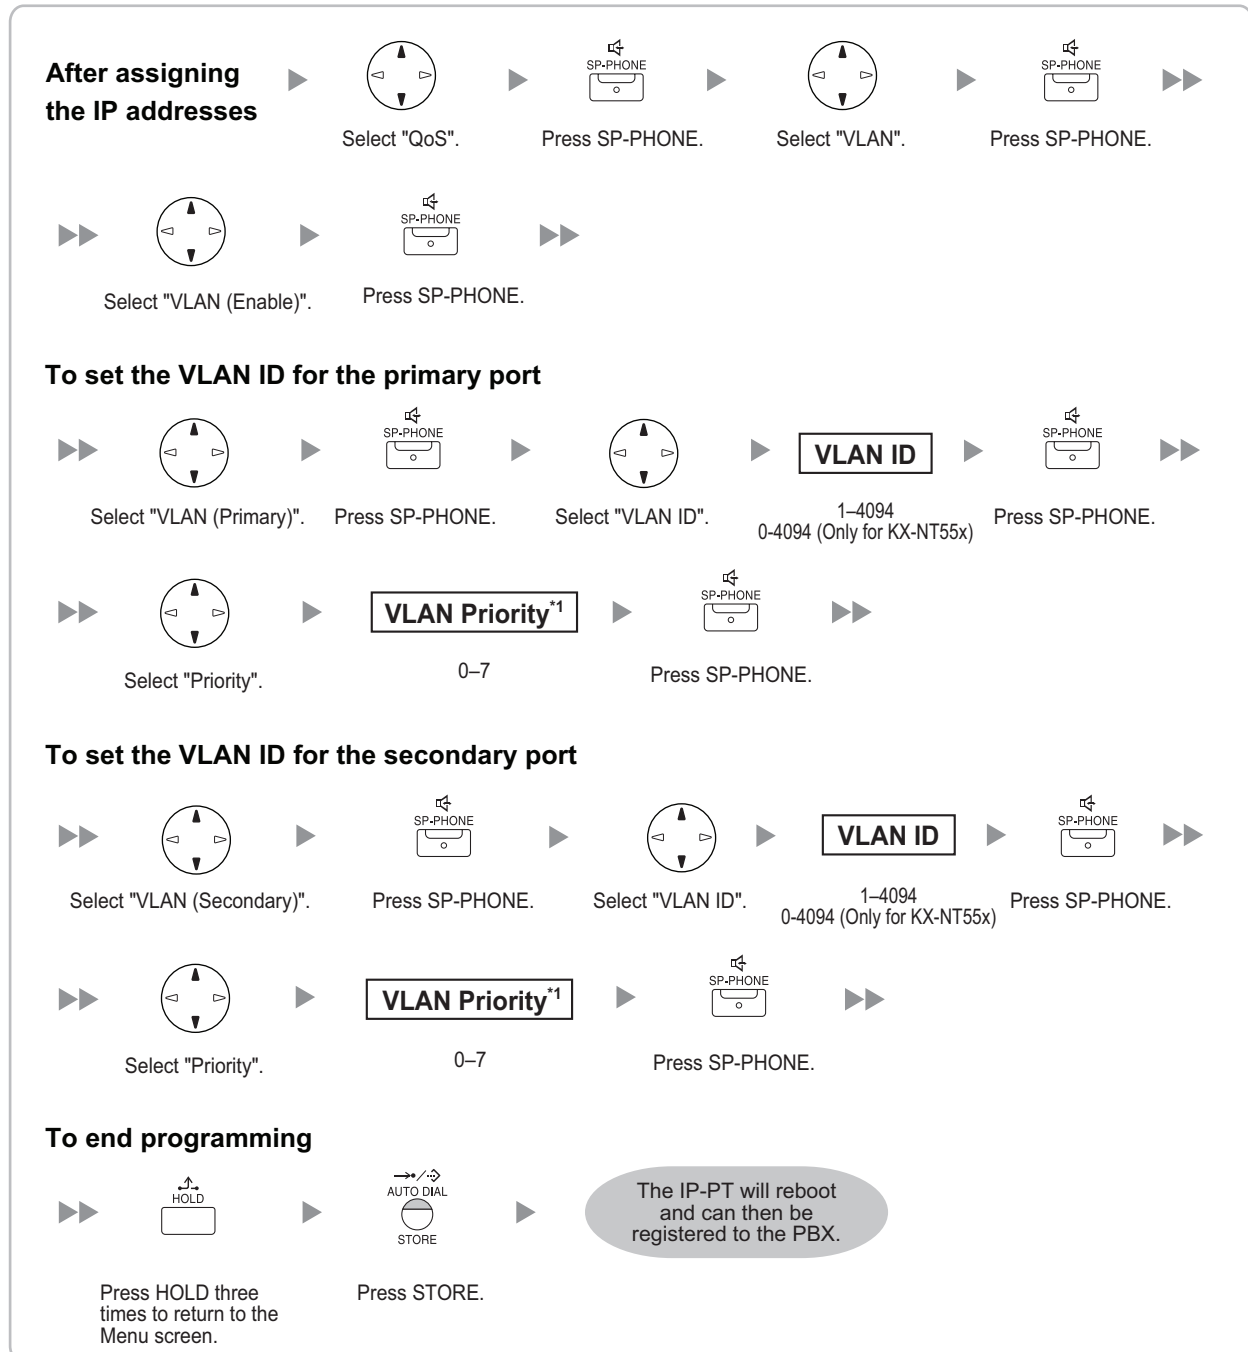 After assigning
the IP addresses
SP-PHONE
SP-PHONE
Select "QoS".
Press SP-PHONE.
Select "VLAN".
Press SP-PHONE.
SP-PHONE
Select "VLAN (Enable)".
Press SP-PHONE.
To set the VLAN ID for the primary port
SP-PHONE
VLAN ID
SP-PHONE
Select "VLAN (Primary)".
Press SP-PHONE.
Select "VLAN ID".
1–4094
0-4094 (Only for KX-NT55x)
Press SP-PHONE.
VLAN Priority*1
SP-PHONE
Select "Priority".
0–7
Press SP-PHONE.
To set the VLAN ID for the secondary port
SP-PHONE
VLAN ID
SP-PHONE
Select "VLAN (Secondary)".
Press SP-PHONE.
Select "VLAN ID".
1–4094
0-4094 (Only for KX-NT55x)
Press SP-PHONE.
VLAN Priority*1
SP-PHONE
Select "Priority".
0–7
Press SP-PHONE.
To end programming
HOLD
AUTO DIAL
STORE
The IP-PT will reboot
and can then be
registered to the PBX.
Press HOLD three
times to return to the
Menu screen.
Press STORE.